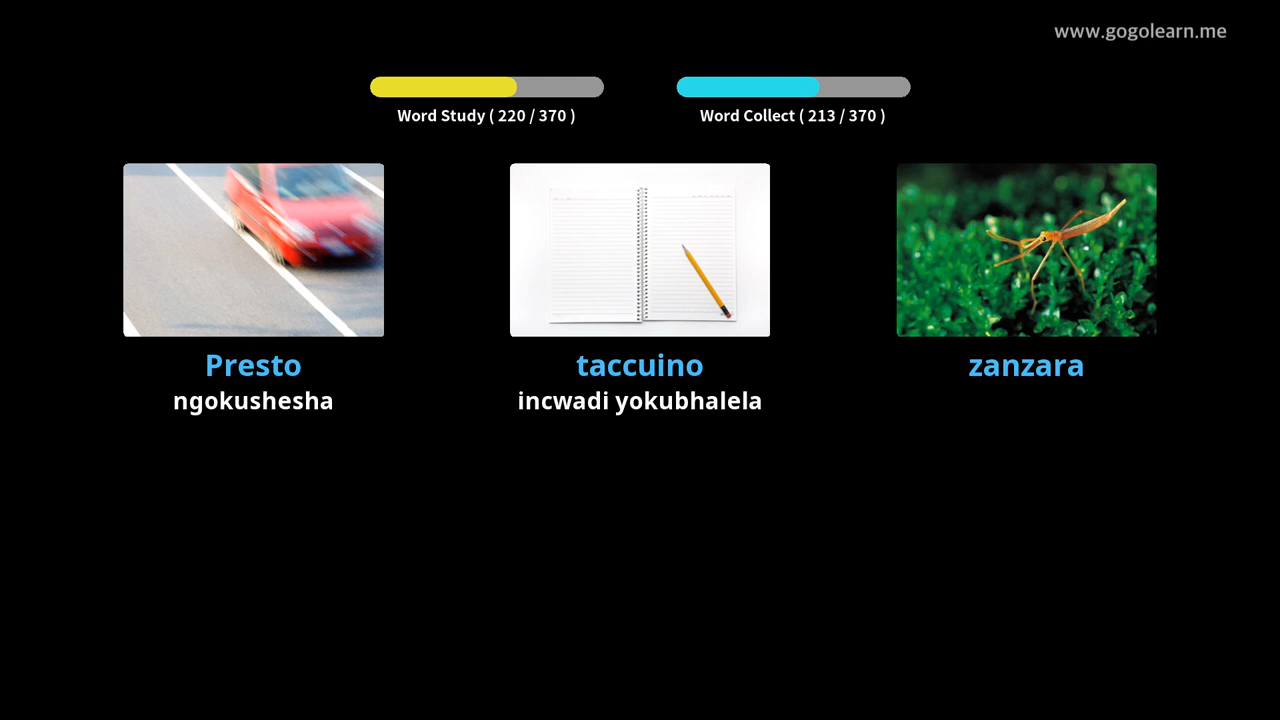 www.gogolearn.me
Word Study ( 220 / 370 )
Word Collect ( 213 / 370 )
Presto
ngokushesha
taccuino
incwadi yokubhalela
zanzara